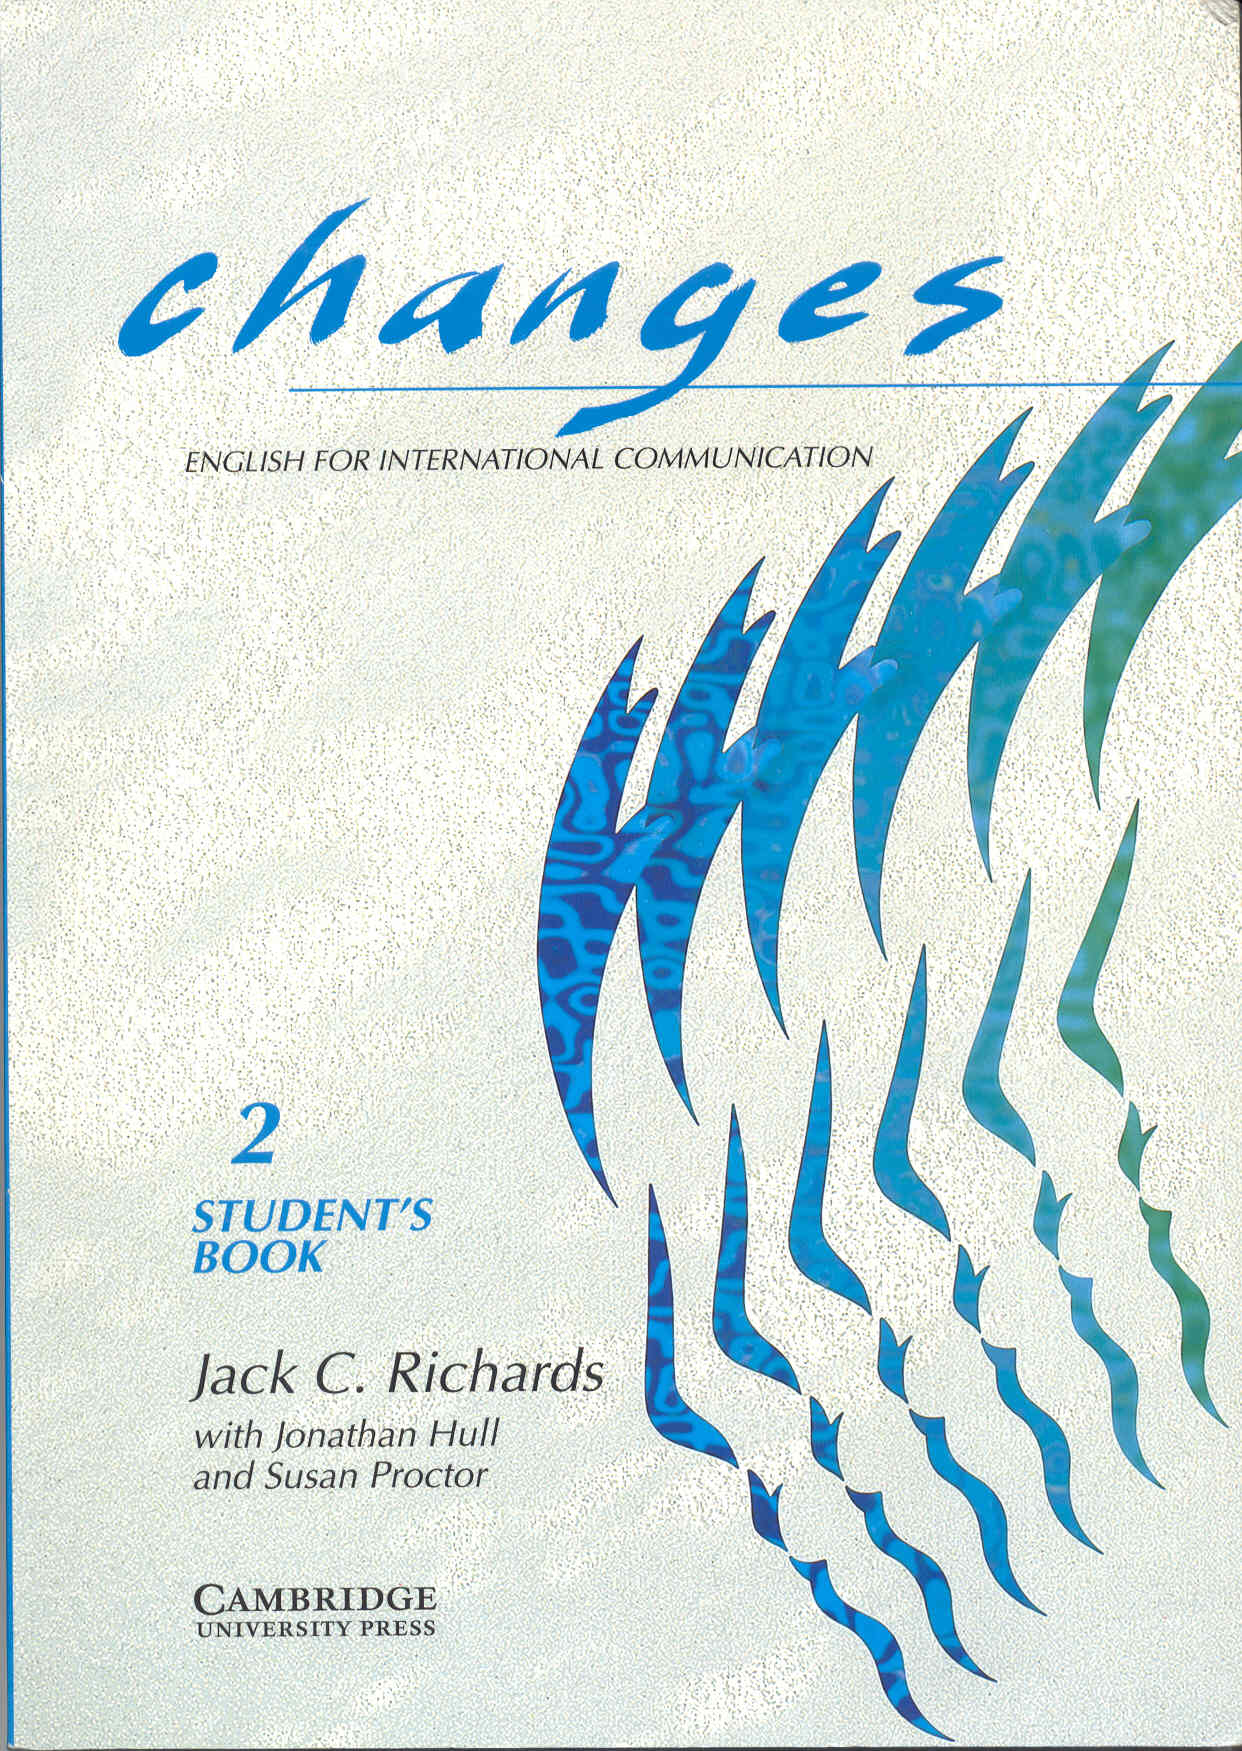 changes
ENGLISH FOR INTERNATIONAL COMMUNICATION
2
STUDENT'S
BOOK
Jack C. Richards
with Jonathan Hull
and Susan Proctor
CAMBRIDGE
UNIVERSITY PRESS